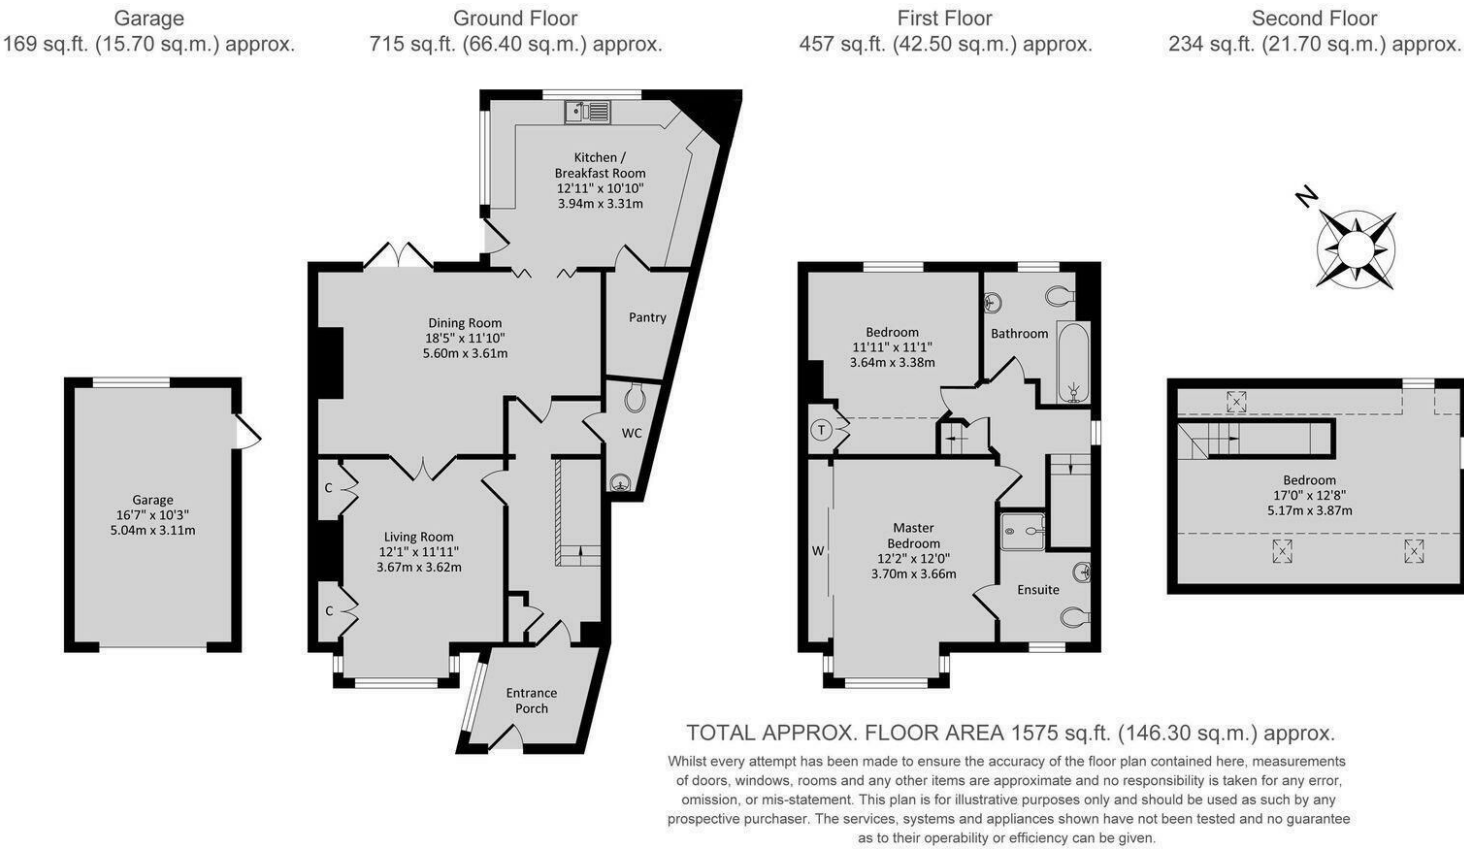 Garage
169 sq.ft. (15.70 sq.m.) approx.
Ground Floor
715 sq.ft. (66.40 sq.m.) approx.
First Floor
457 sq.ft. (42.50 sq.m.) approx.
Second Floor
234 sq.ft. (21.70 sq.m.) approx.
Garage
16'7" x 10'3"
5.04m x 3.11m
Kitchen /
Breakfast Room
12'11" x 10'10"
3.94m x 3.31m
Dining Room
18'5" x 11'10"
5.60m x 3.61m
Pantry
WC
C
Living Room
12'1" x 11'11"
3.67m x 3.62m
C
Entrance
Porch
Bedroom
11'11" x 11'1"
3.64m x 3.38m
Bathroom
T
W
Master
Bedroom
12'2" x 12'0"
3.70m x 3.66m
Ensuite
N
Bedroom
17'0" x 12'8"
5.17m x 3.87m
TOTAL APPROX. FLOOR AREA 1575 sq.ft. (146.30 sq.m.) approx.
Whilst every attempt has been made to ensure the accuracy of the floor plan contained here, measurements
of doors, windows, rooms and any other items are approximate and no responsibility is taken for any error,
omission, or mis-statement. This plan is for illustrative purposes only and should be used as such by any
prospective purchaser. The services, systems and appliances shown have not been tested and no guarantee
as to their operability or efficiency can be given.